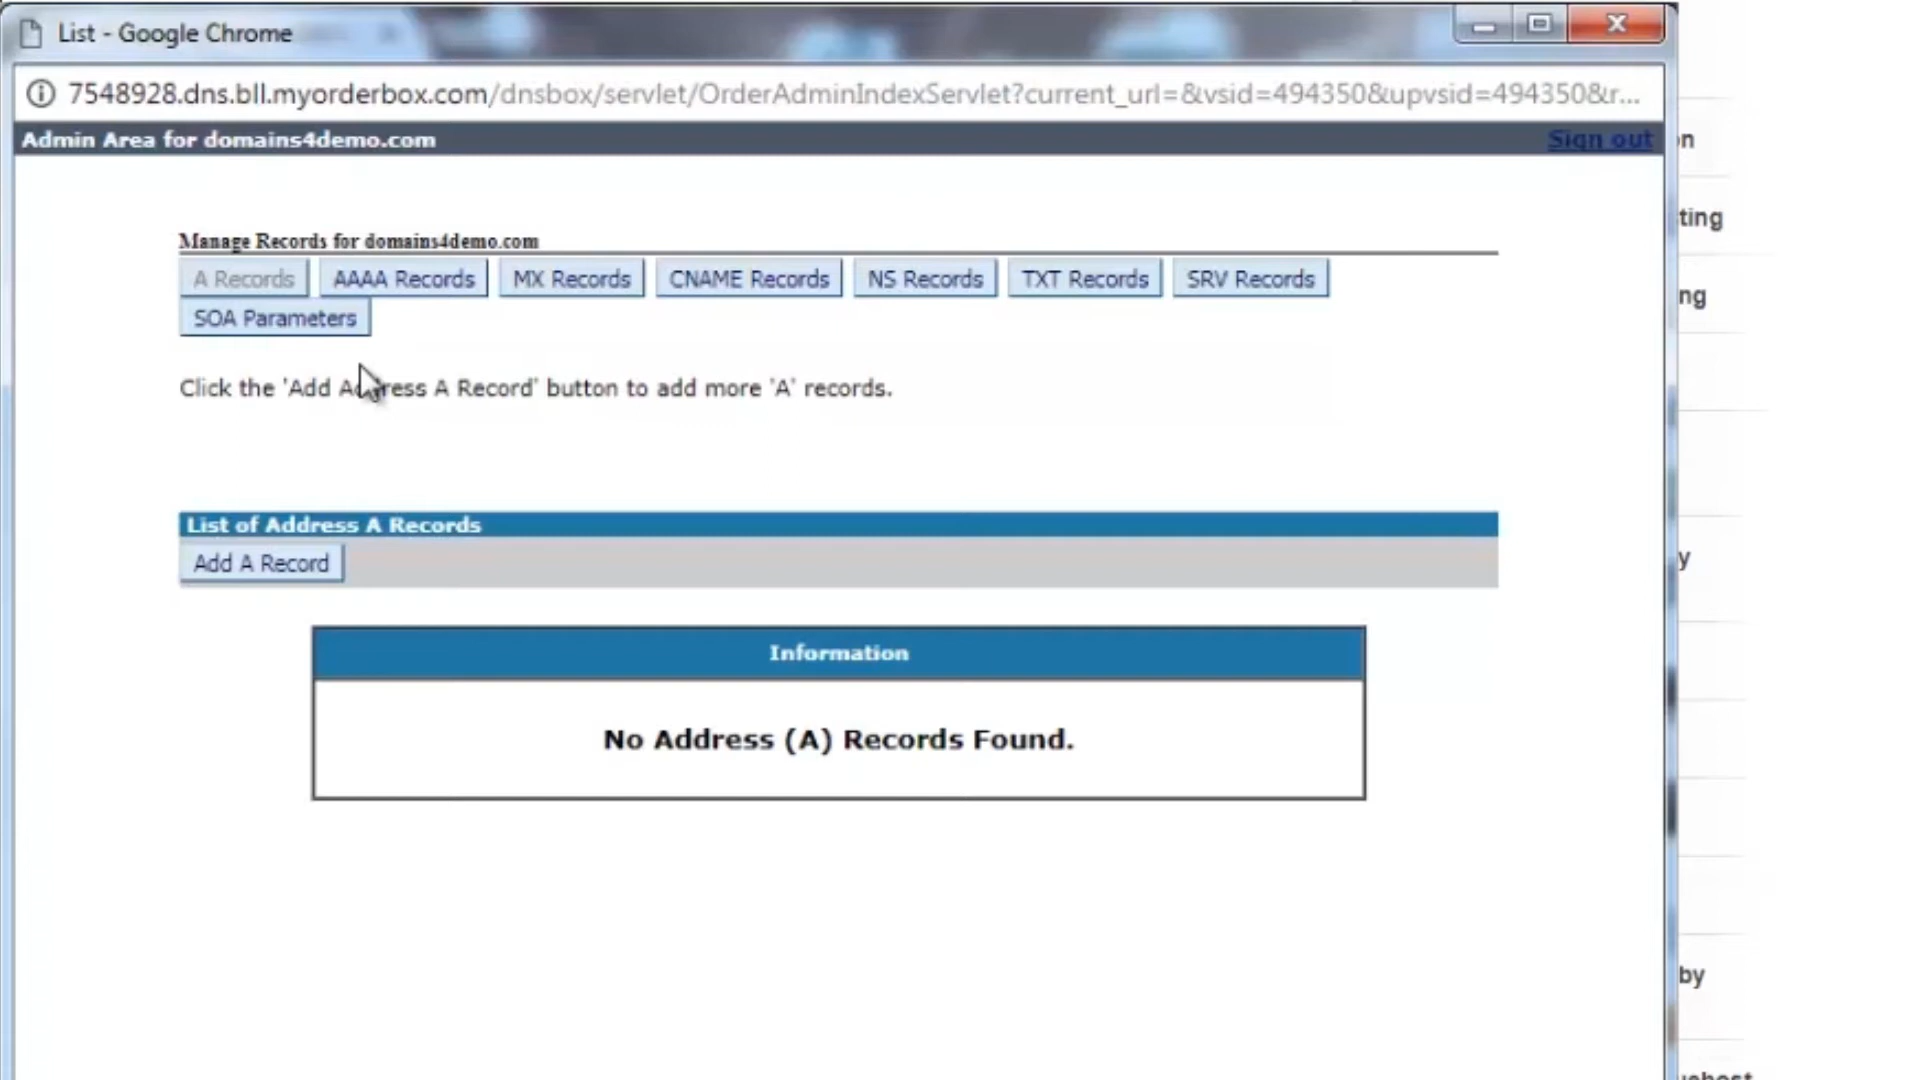 List - Google Chrome
7548928.dns.bll.myorderbox.com/dnsbox/servlet/OrderAdminIndexServlet?current_url=&vsid=494350&upvsid=494350&r...
Admin Area for domains4demo.com Sign out
Manage Records for domains4demo.com
A Records AAAA Records MX Records CNAME Records NS Records TXT Records SRV Records
SOA Parameters
Click the 'Add Address A Record' button to add more 'A' records.
List of Address A Records
Add A Record
Information
No Address (A) Records Found.
on
ting
ng
y
by